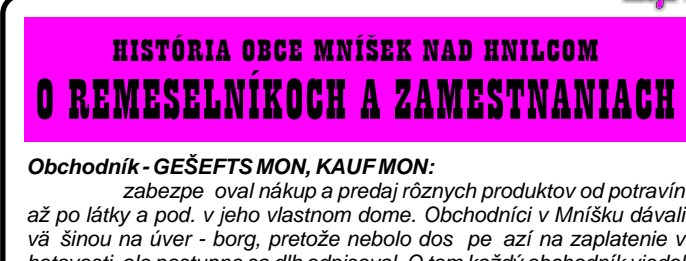 HISTÓRIA OBCE MNÍŠEK NAD HNILCOM
O REMESELNÍKOCH A ZAMESTNANIACH
Obchodník - GEŠEFTS MON, KAUF MON:
zabezpe oval nákup a predaj rôznych produktov od potravín
až po látky a pod. v jeho vlastnom dome. Obchodníci v Mníšku dávali
vä šinou na úver - borg, pretože nebolo dos pe azí na zaplatenie v